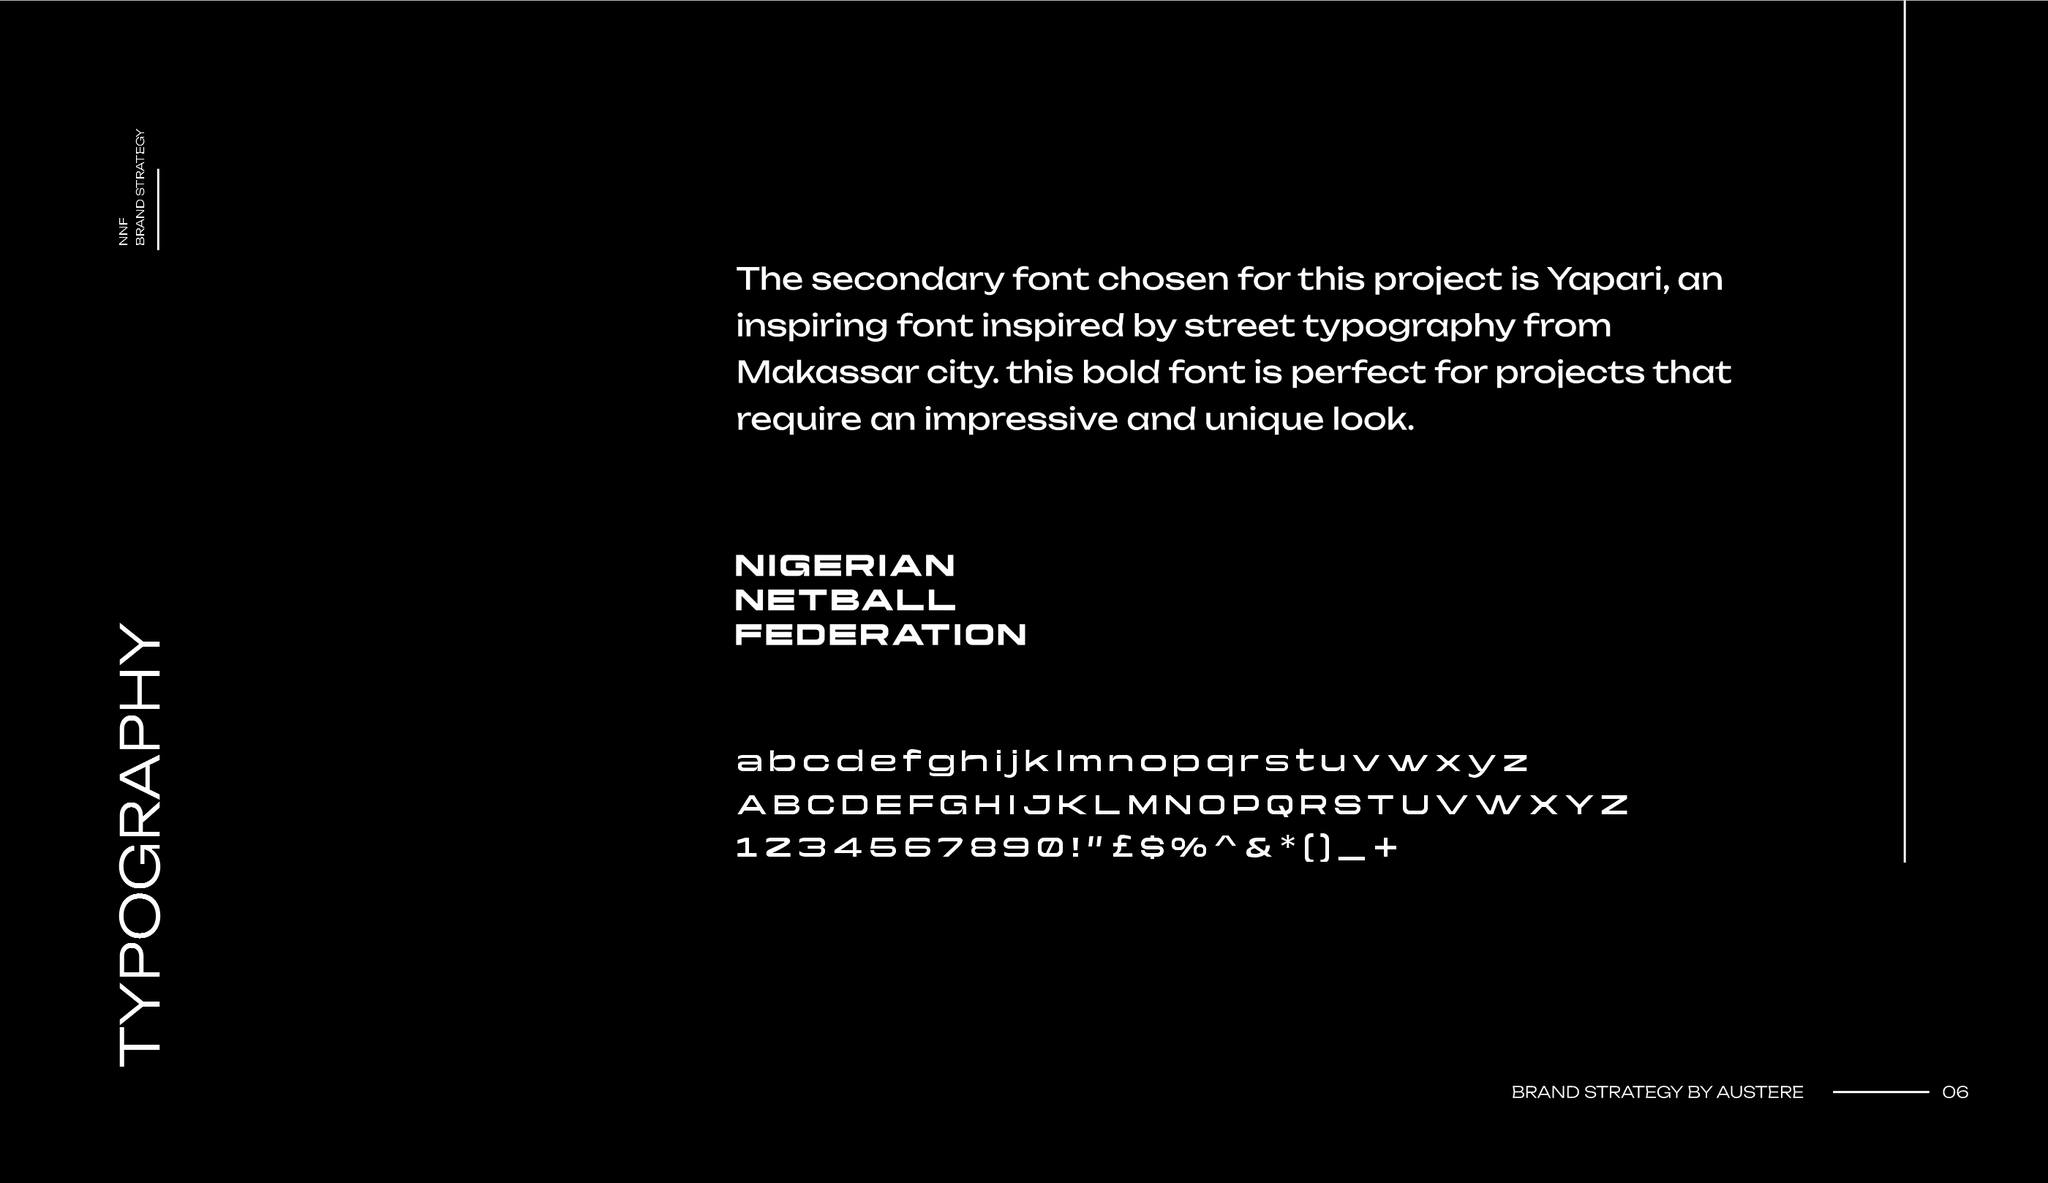 NNF
BRAND STRATEGY
The secondary font chosen for this project is Yapari, an
inspiring font inspired by street typography from
Makassar city. this bold font is perfect for projects that
require an impressive and unique look.
NIGERIAN
NETBALL
FEDERATION
abcdefghijklmnopqrstuvwxyz
ABCDEFGHIJKLMNOPQRSTUVWXYZ
1234567890!"£$%^&*()_+
TYPOGRAPHY
BRAND STRATEGY BY AUSTERE 06